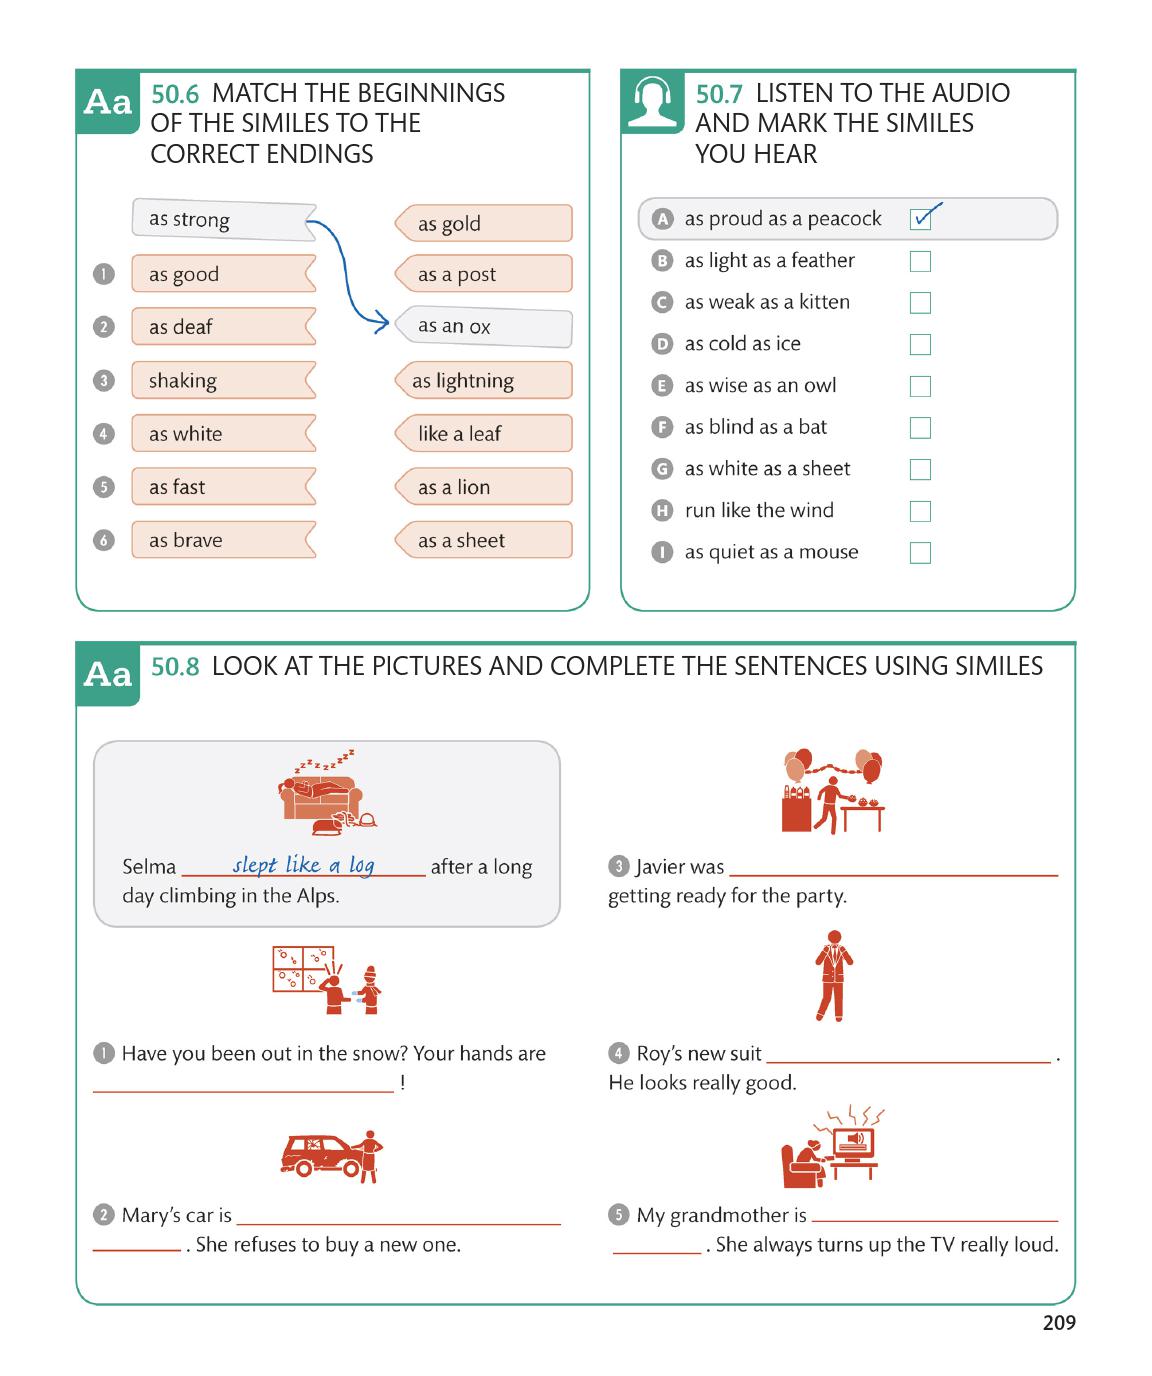 Aa
50.6 MATCH THE BEGINNINGS
OF THE SIMILES TO THE
CORRECT ENDINGS
as strong
1 as good
2 as deaf
3 shaking
4 as white
5 as fast
6 as brave
as gold
as a post
as an ox
as lightning
like a leaf
as a lion
as a sheet
50.7 LISTEN TO THE AUDIO
AND MARK THE SIMILES
YOU HEAR
A as proud as a peacock
B as light as a feather
C as weak as a kitten
D as cold as ice
E as wise as an owl
F as blind as a bat
G as white as a sheet
H run like the wind
I as quiet as a mouse
Aa
50.8 LOOK AT THE PICTURES AND COMPLETE THE SENTENCES USING SIMILES
z z z z z z z z z
Selma slept like a log after a long
day climbing in the Alps.
1 Have you been out in the snow? Your hands are
!
2 Mary's car is
. She refuses to buy a new one.
3 Javier was
getting ready for the party.
4 Roy's new suit .
He looks really good.
5 My grandmother is
. She always turns up the TV really loud.
209